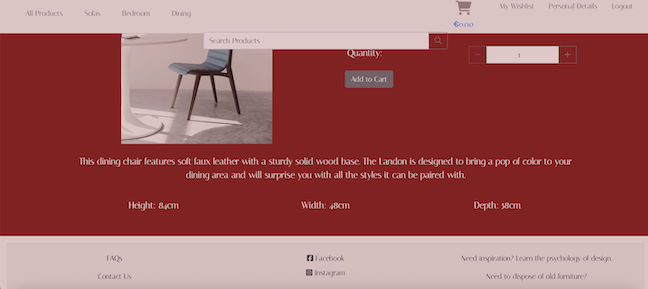 All Products Sofas Bedroom Dining
€0.00
My Wishlist Personal Details Logout
Search Products
Quantity:
1
Add to Cart
This dining chair features soft faux leather with a sturdy solid wood base. The Landon is designed to bring a pop of color to your
dining area and will surprise you with all the styles it can be paired with.
Height: 84cm Width: 48cm Depth: 58cm
FAQs Facebook Need inspiration? Learn the psychology of design.
Contact Us Instagram Need to dispose of old furniture?